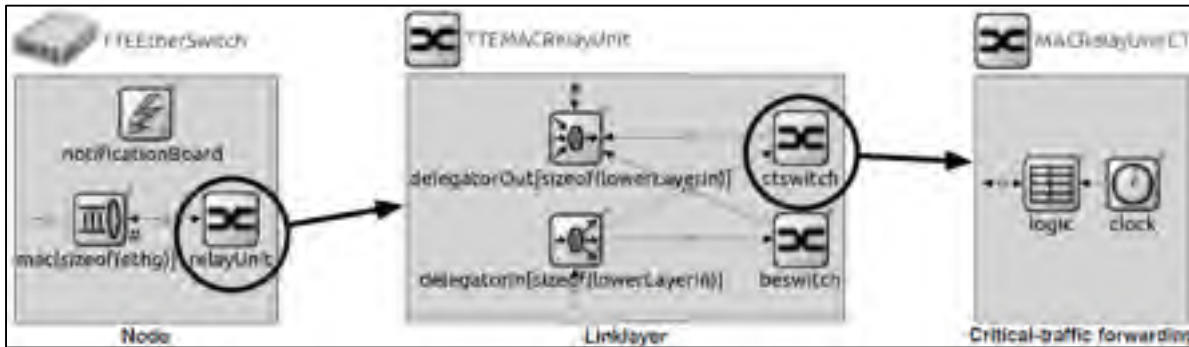 TTEEtherSwitch
notificationBoard
mac[sizeof(ethg)]
relayUnit
Node
TTEMACRelayUnit
delegatorOut[sizeof(lowerLayerIn)]
ctswitch
delegatorIn[sizeof(lowerLayerIn)]
beswitch
Linklayer
MACRelayUnitCT
logic
clock
Critical-traffic forwarding